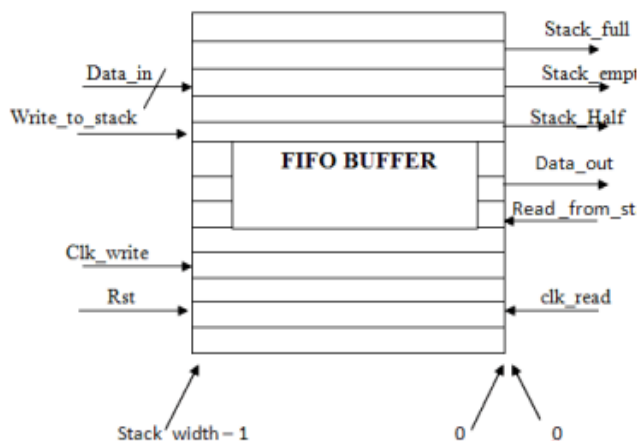 Stack_full
Data_in
Stack_empt
Write_to_stack
Stack_Half
FIFO BUFFER
Data_out
Read_from_st
Clk_write
Rst
clk_read
Stack width – 1
0
0